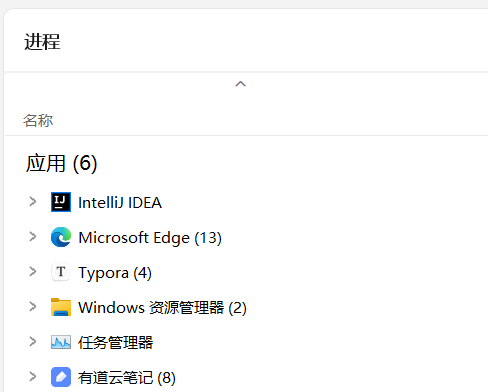 进程
名称
应用 (6)
IntelliJ IDEA
Microsoft Edge (13)
Typora (4)
Windows 资源管理器 (2)
任务管理器
有道云笔记 (8)